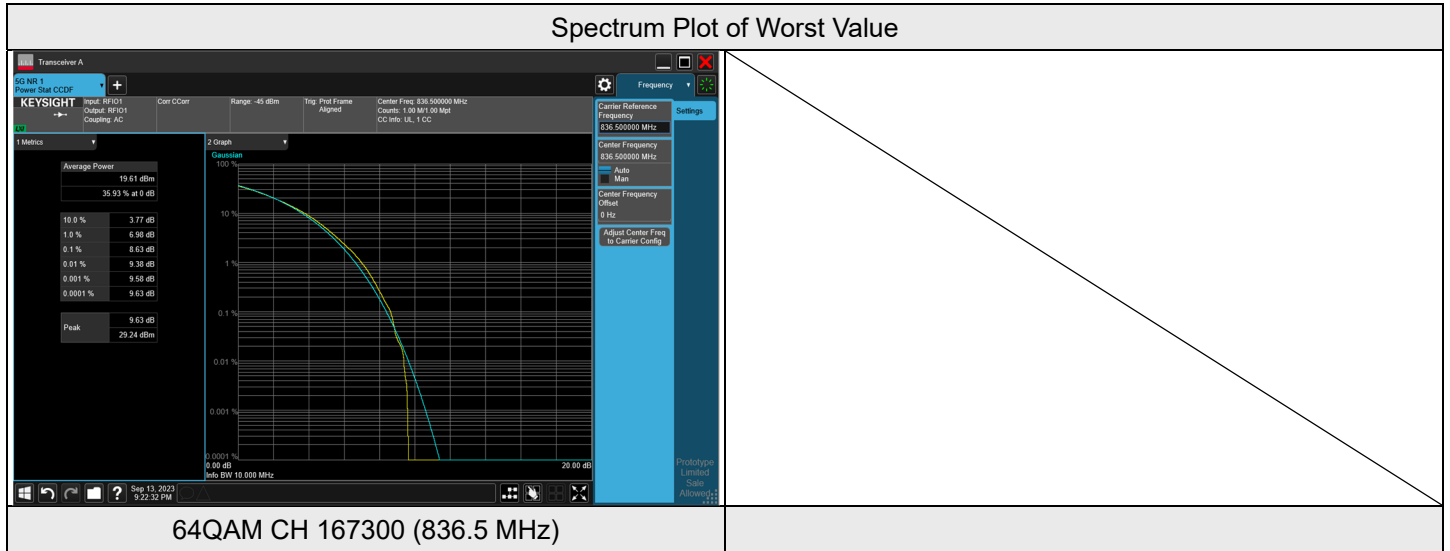 Spectrum Plot of Worst Value
Transceiver A
5G NR 1
Power Stat CCDF
Frequency
KEYSIGHT
Input: RFIO1
Output: RFIO1
Coupling: AC
Corr CCorr
Range: -45 dBm
Trig: Prot Frame
Aligned
Center Freq: 836.500000 MHz
Counts: 1.00 M/1.00 Mpt
CC Info: UL, 1 CC
1 Metrics
Average Power
19.61 dBm
35.93 % at 0 dB
10.0 % 3.77 dB
1.0 % 6.98 dB
0.1 % 8.63 dB
0.01 % 9.38 dB
0.001 % 9.58 dB
0.0001 % 9.63 dB
Peak
9.63 dB
29.24 dBm
2 Graph
Gaussian
100 %
10 %
1 %
0.1 %
0.01 %
0.001 %
0.0001 %
0.00 dB
20.00 dB
Info BW 10.000 MHz
Carrier Reference
Frequency
836.500000 MHz
Center Frequency
836.500000 MHz
Auto
Man
Center Frequency
Offset
0 Hz
Adjust Center Freq
to Carrier Config
Settings
Prototype
Limited
Sale
Allowed
?
Sep 13, 2023
9:22:32 PM
64QAM CH 167300 (836.5 MHz)